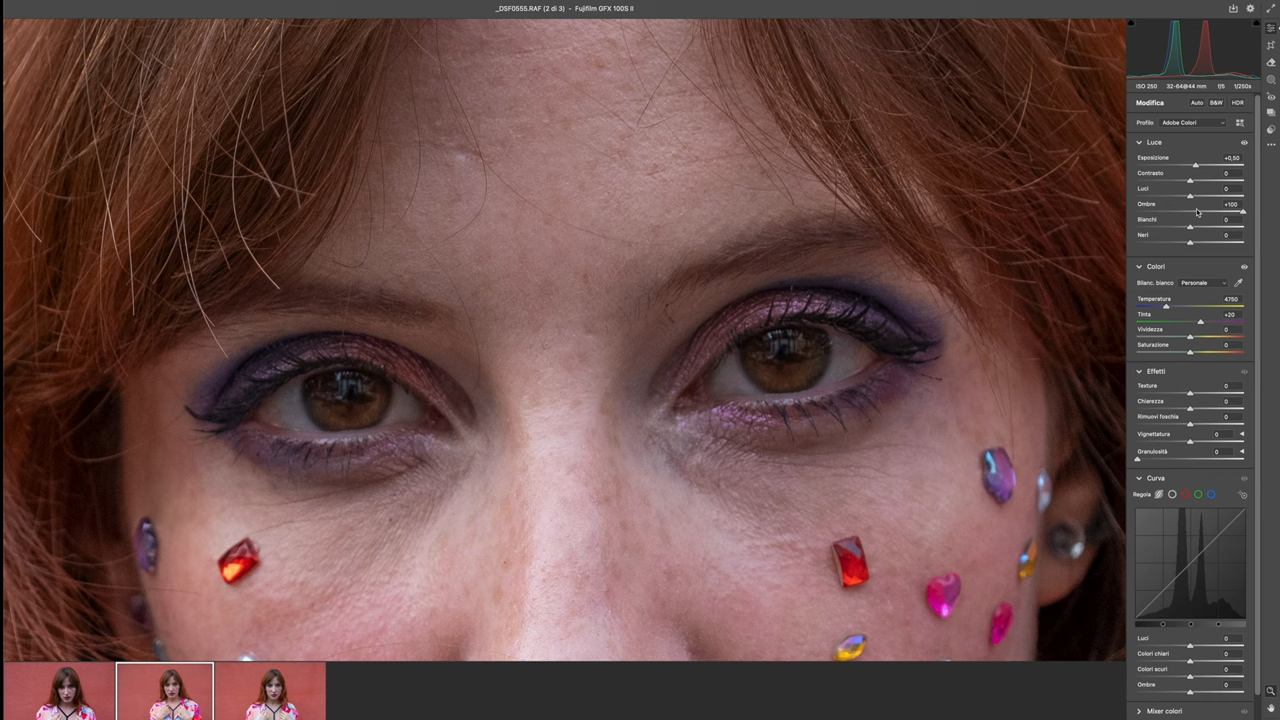 _DSF0555.RAF (2 di 3) - Fujifilm GFX 100S II
ISO 250 32-64@44 mm f/5 1/250s
Modifica Auto B&W HDR
Profilo Adobe Colori
Luce
Esposizione +0,50
Contrasto 0
Luci 0
Ombre +100
Bianchi 0
Neri 0
Colori
Bilanc. bianco Personale
Temperatura 4750
Tinta +20
Vividezza 0
Saturazione 0
Effetti
Texture 0
Chiarezza 0
Rimuovi foschia 0
Vignettatura 0
Granulosità 0
Curva
Regola
Luci 0
Colori chiari 0
Colori scuri 0
Ombre 0
Mixer colori